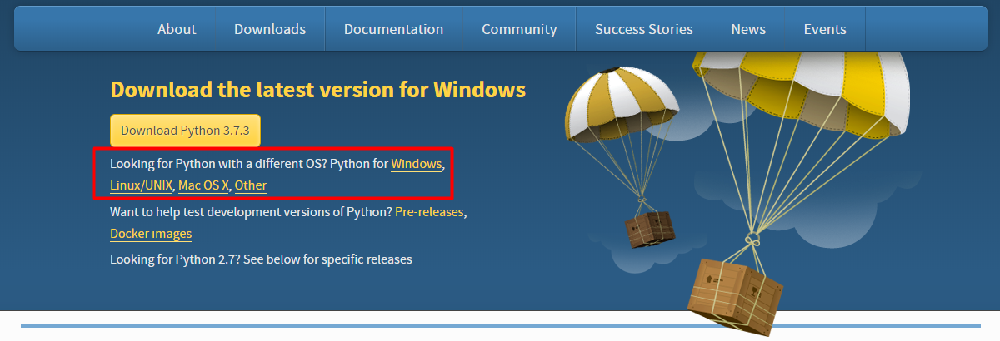 About Downloads Documentation Community Success Stories News Events
Download the latest version for Windows
Download Python 3.7.3
Looking for Python with a different OS? Python for Windows,
Linux/UNIX, Mac OS X, Other
Want to help test development versions of Python? Pre-releases,
Docker images
Looking for Python 2.7? See below for specific releases